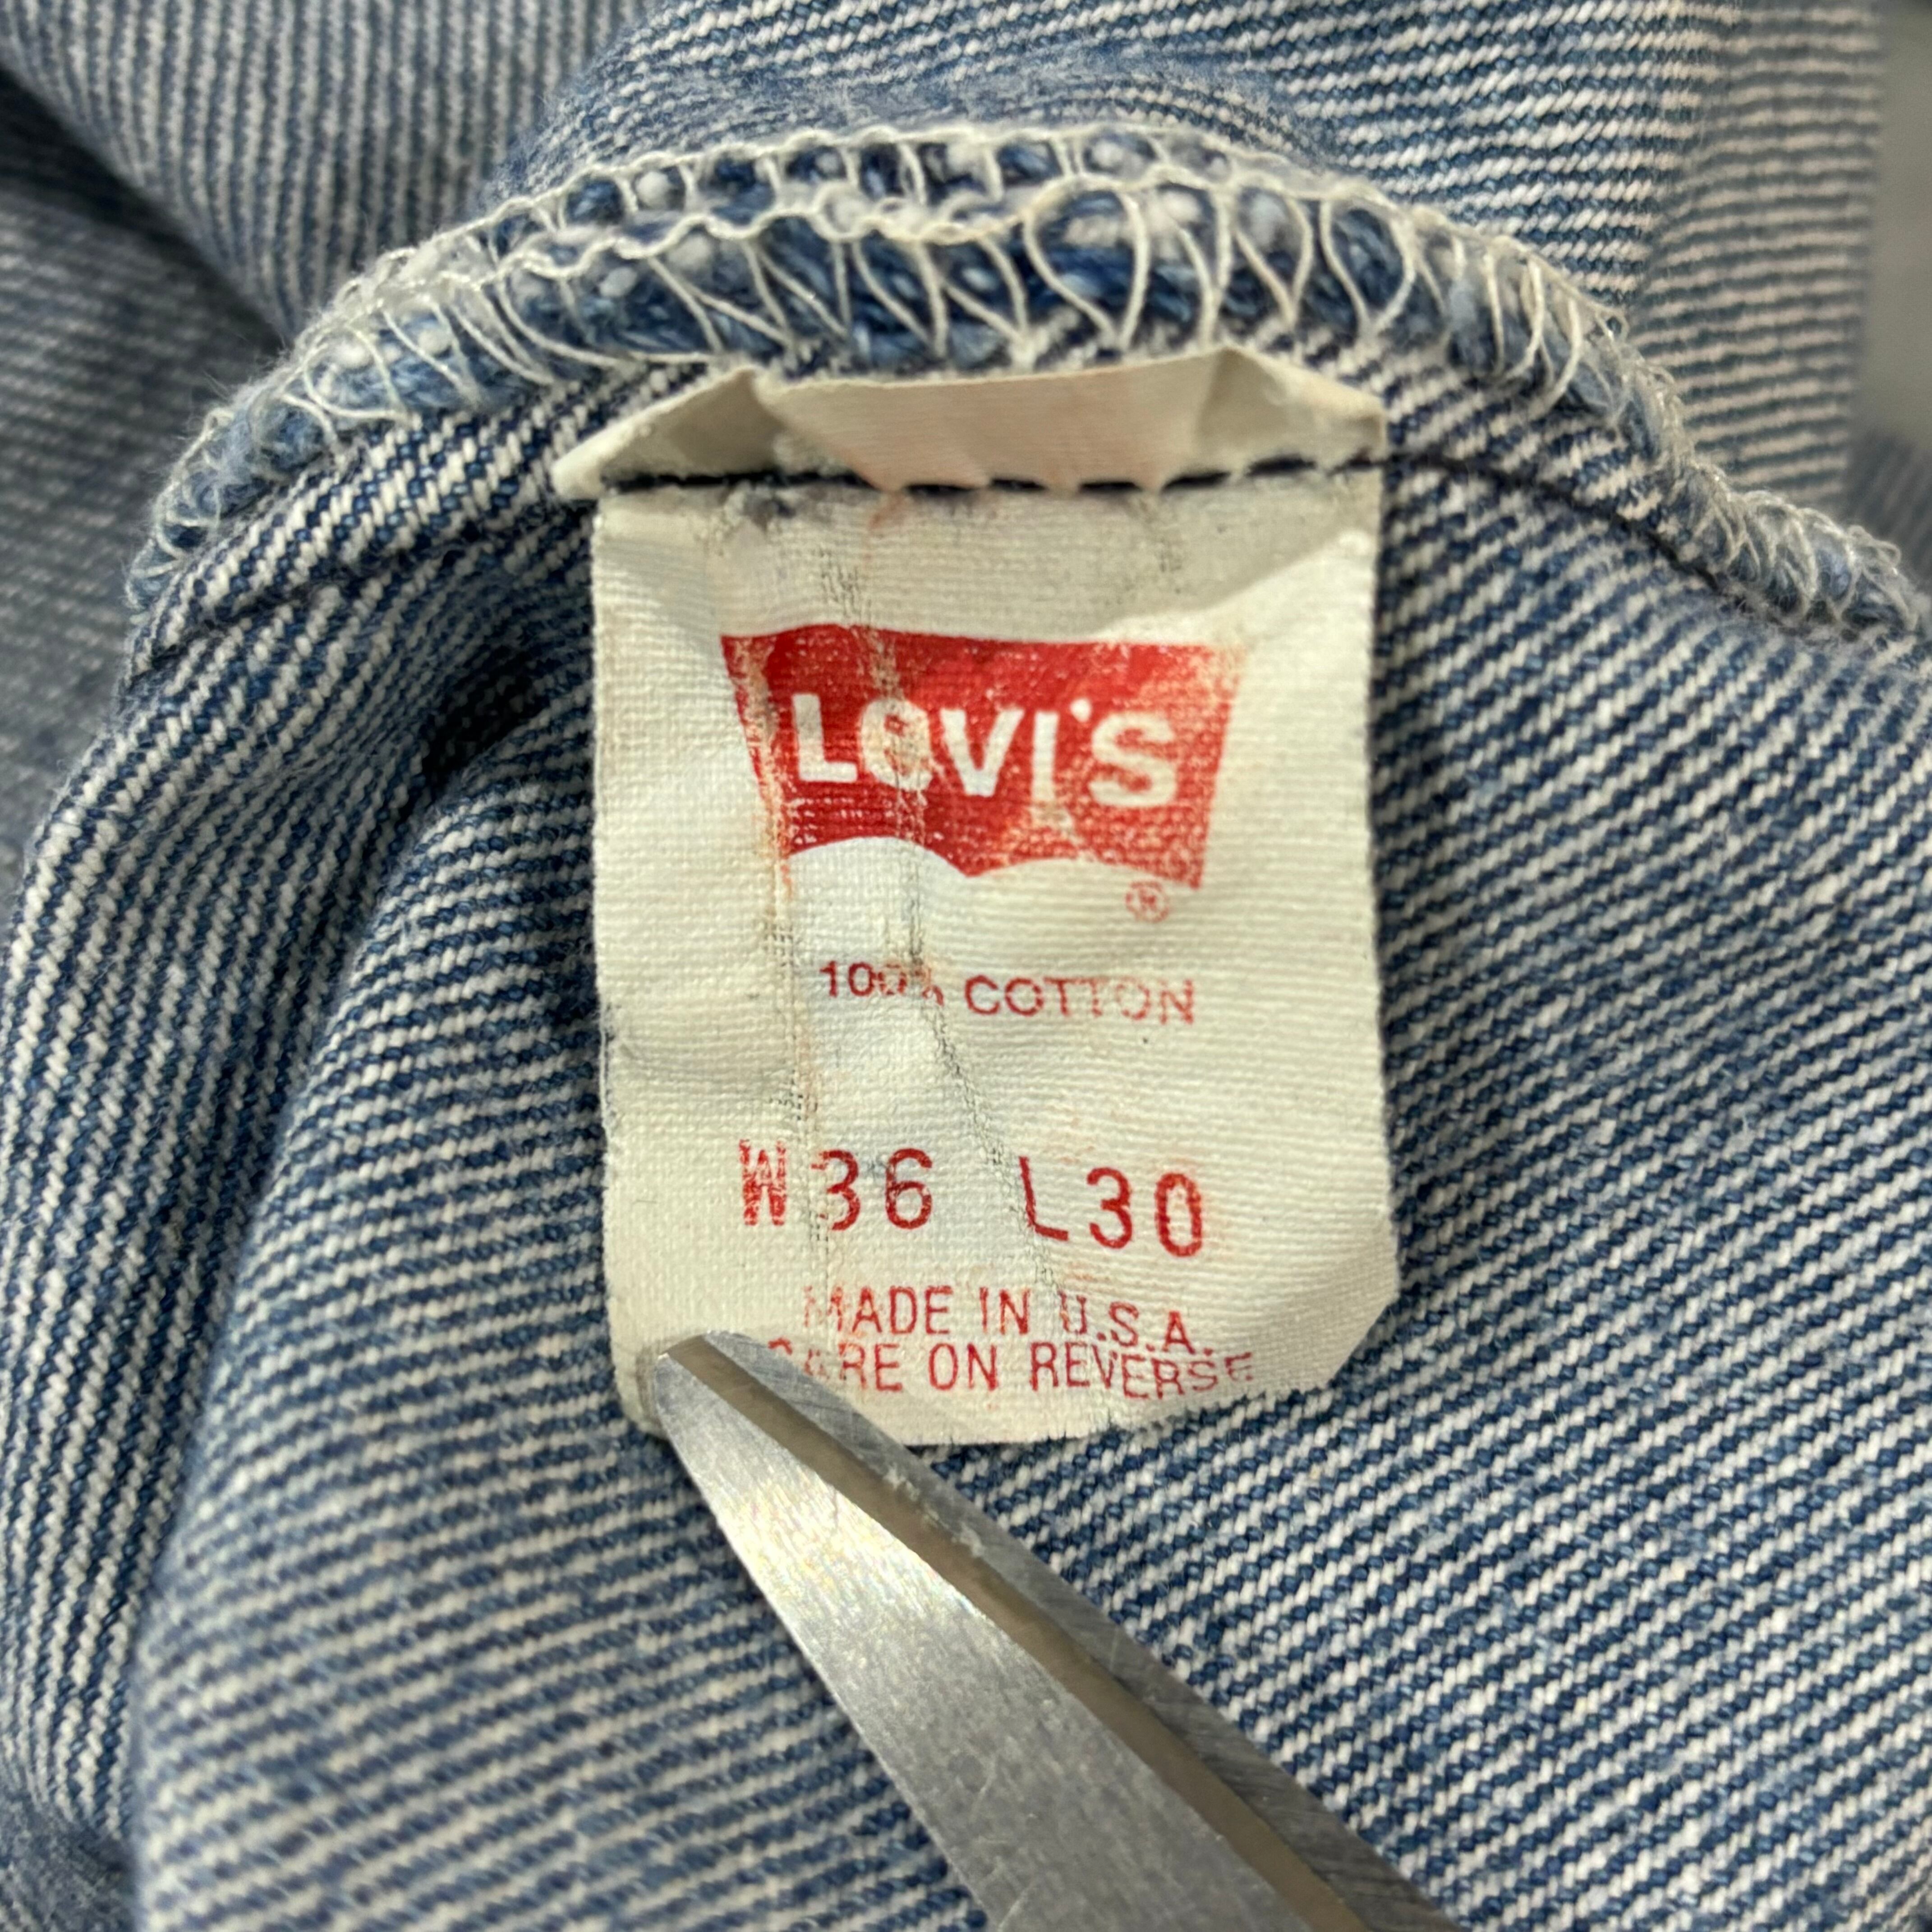 LEVI'S
®
100% COTTON
W36 L30
MADE IN U.S.A.
CARE ON REVERSE